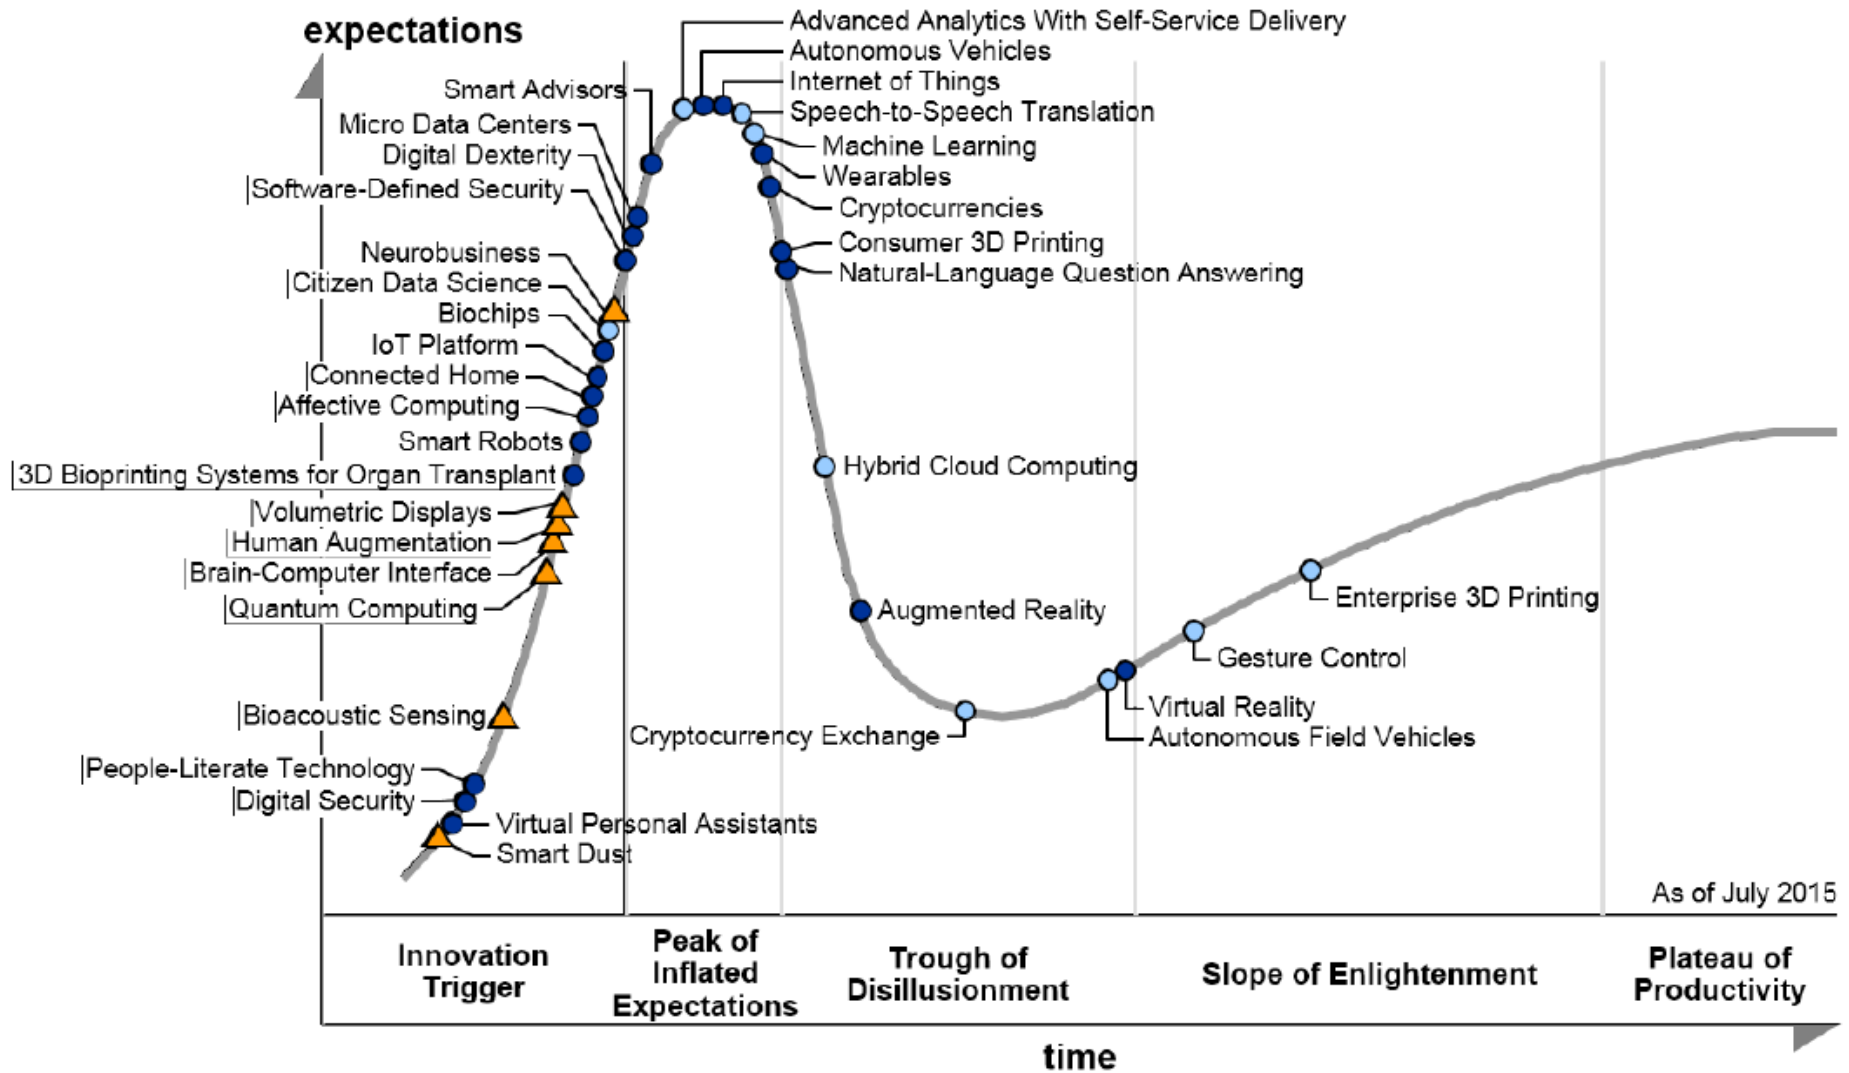 expectations
Advanced Analytics With Self-Service Delivery
Autonomous Vehicles
Internet of Things
Speech-to-Speech Translation
Machine Learning
Wearables
Cryptocurrencies
Consumer 3D Printing
Natural-Language Question Answering
Smart Advisors
Micro Data Centers
Digital Dexterity
Software-Defined Security
Neurobusiness
Citizen Data Science
Biochips
IoT Platform
Connected Home
Affective Computing
Smart Robots
3D Bioprinting Systems for Organ Transplant
Volumetric Displays
Human Augmentation
Brain-Computer Interface
Quantum Computing
Bioacoustic Sensing
People-Literate Technology
Digital Security
Virtual Personal Assistants
Smart Dust
Hybrid Cloud Computing
Augmented Reality
Cryptocurrency Exchange
Enterprise 3D Printing
Gesture Control
Virtual Reality
Autonomous Field Vehicles
As of July 2015
Innovation
Trigger
Peak of
Inflated
Expectations
Trough of
Disillusionment
Slope of Enlightenment
Plateau of
Productivity
time